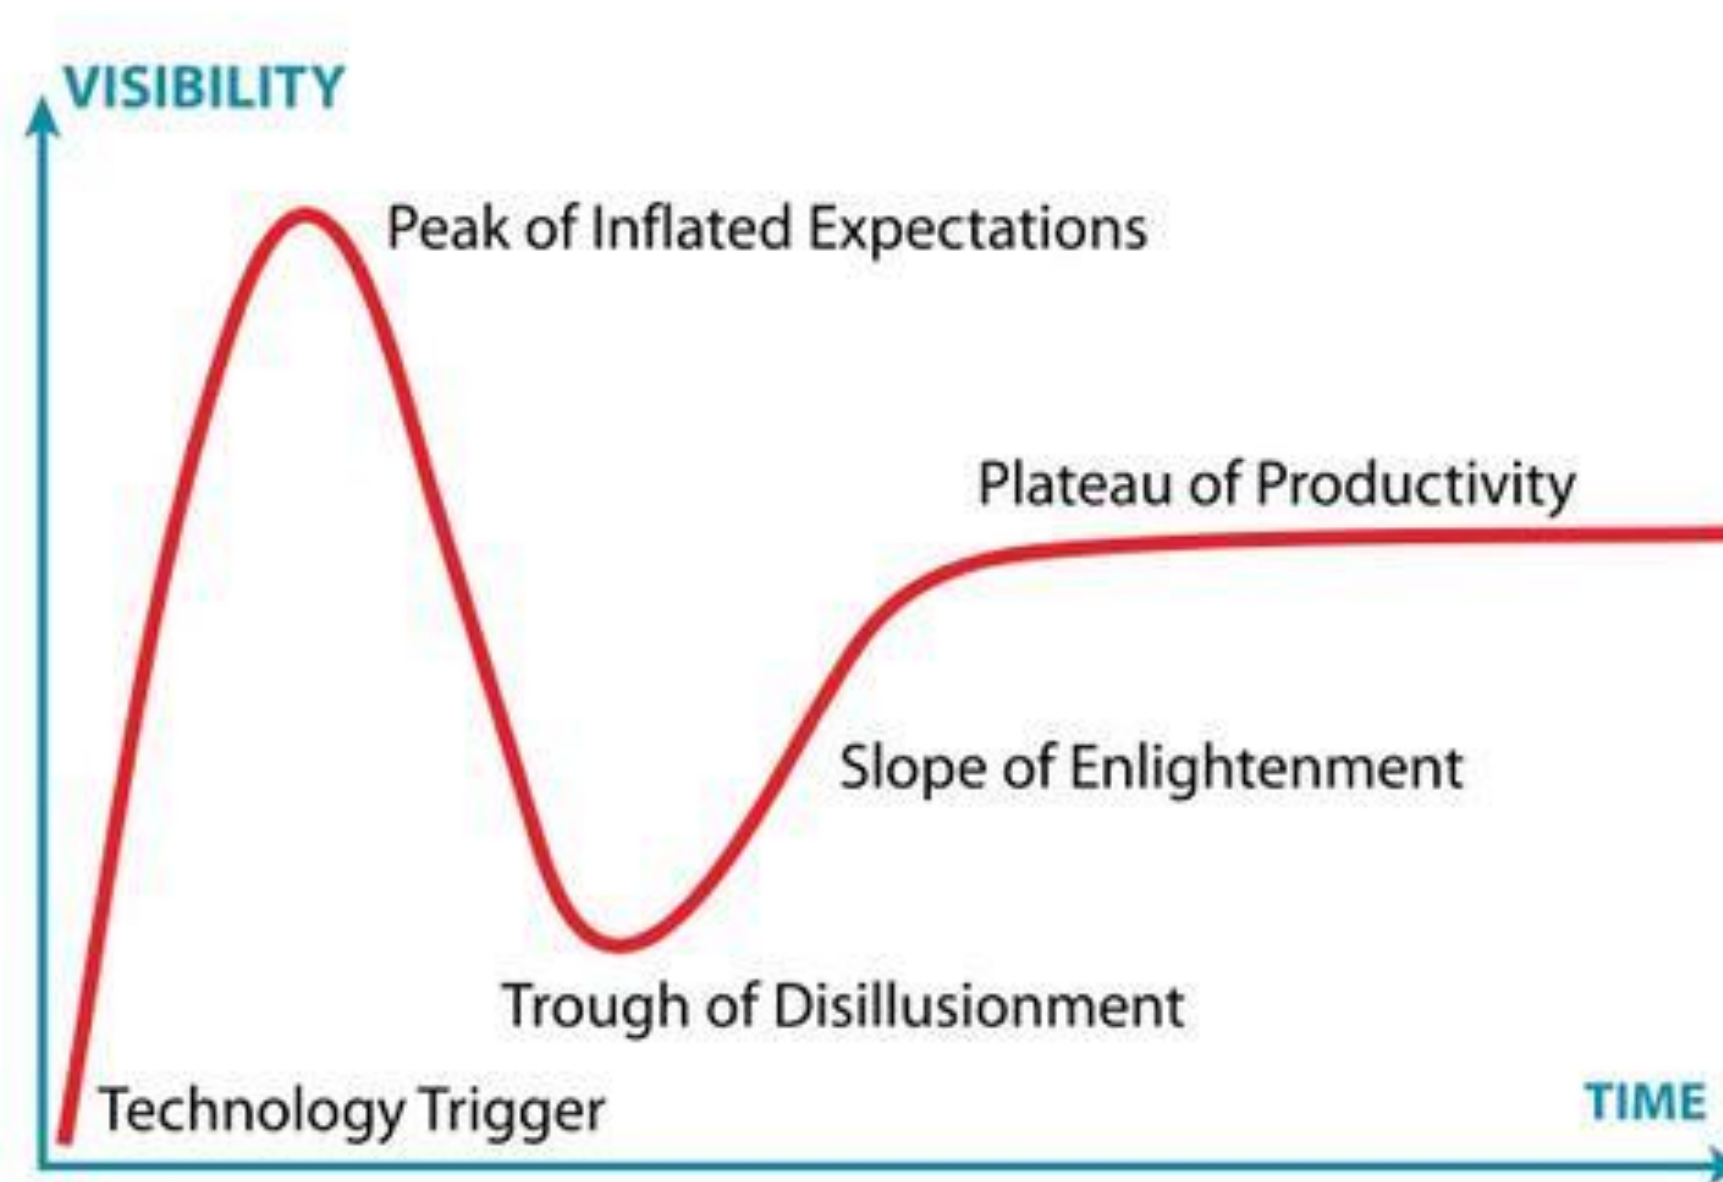 VISIBILITY
Peak of Inflated Expectations
Plateau of Productivity
Slope of Enlightenment
Trough of Disillusionment
Technology Trigger
TIME